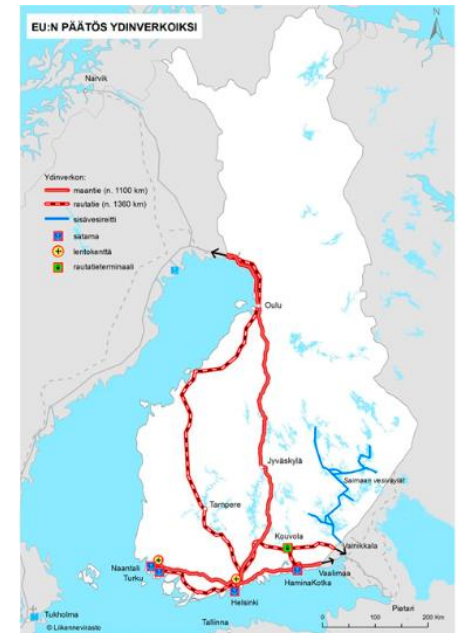 EU:N PÄÄTÖS YDINVERKOIKSI
N
Narvik
Ydinverkon:
maantie (n. 1100 km)
rautatie (n. 1360 km)
sisävesireitti
satama
lentokenttä
rautatieterminaali
Oulu
Jyväskylä
Saimaan vesiväylät
Tampere
Kouvola
Vainikkala
Naantali
Turku
Vaalimaa
HaminaKotka
Helsinki
Pietari
Tukholma
Tallinna
© Liikennevirasto
0
100
200 Km